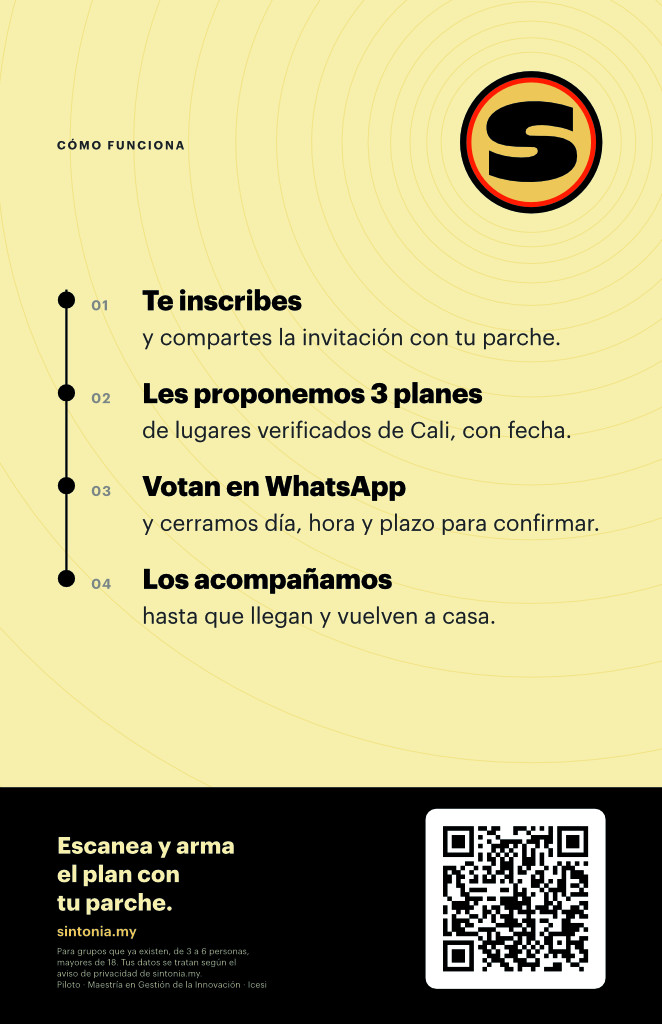 CÓMO FUNCIONA
S
01 Te inscribes
y compartes la invitación con tu parche.
02 Les proponemos 3 planes
de lugares verificados de Cali, con fecha.
03 Votan en WhatsApp
y cerramos día, hora y plazo para confirmar.
04 Los acompañamos
hasta que llegan y vuelven a casa.
Escanea y arma
el plan con
tu parche.
sintonia.my
Para grupos que ya existen, de 3 a 6 personas,
mayores de 18. Tus datos se tratan según el
aviso de privacidad de sintonia.my.
Piloto · Maestría en Gestión de la Innovación · Icesi